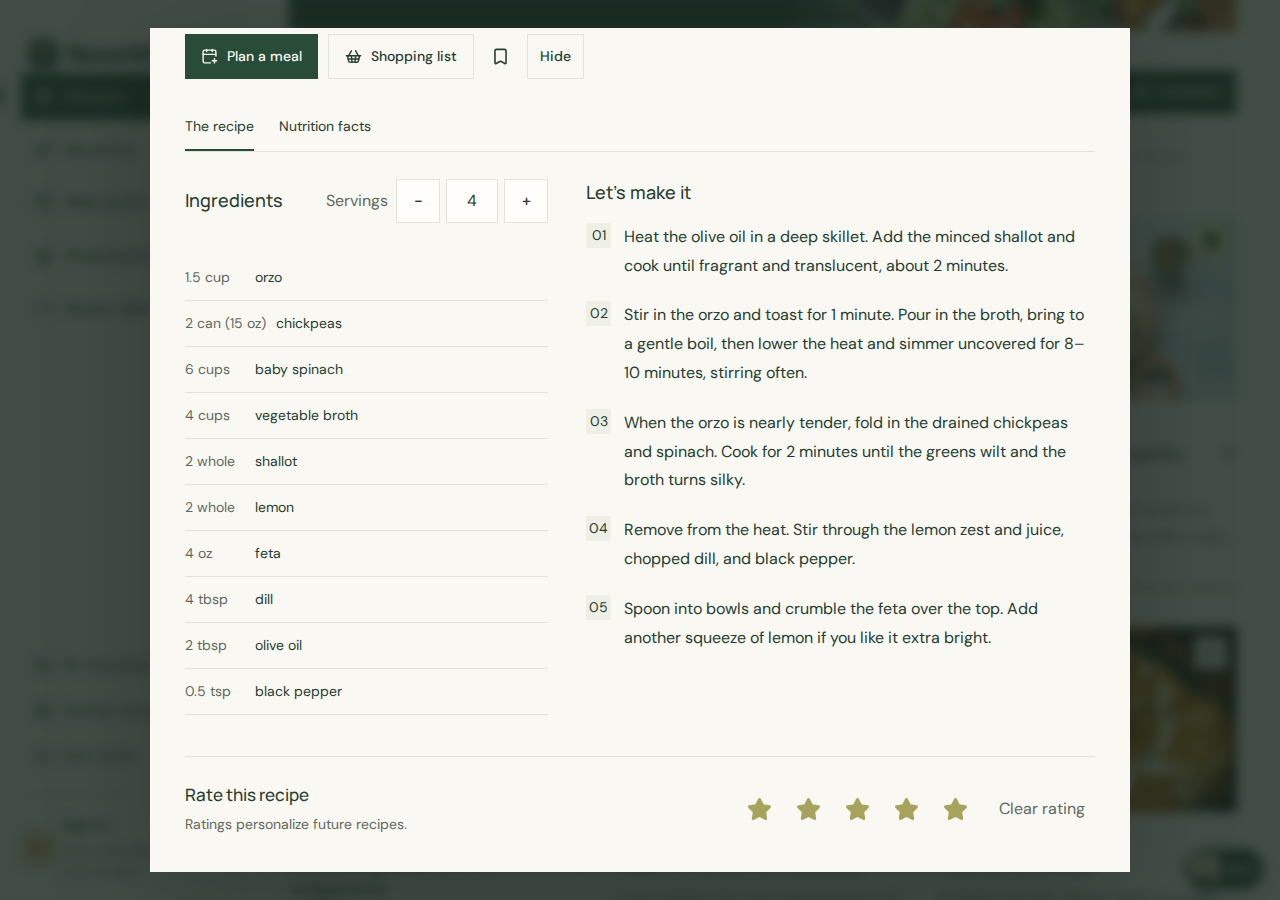 Plan a meal
Shopping list
Hide
The recipe
Nutrition facts
Ingredients
Servings
-
4
+
1.5 cup orzo
2 can (15 oz) chickpeas
6 cups baby spinach
4 cups vegetable broth
2 whole shallot
2 whole lemon
4 oz feta
4 tbsp dill
2 tbsp olive oil
0.5 tsp black pepper
Let's make it
01 Heat the olive oil in a deep skillet. Add the minced shallot and
cook until fragrant and translucent, about 2 minutes.
02 Stir in the orzo and toast for 1 minute. Pour in the broth, bring to
a gentle boil, then lower the heat and simmer uncovered for 8–
10 minutes, stirring often.
03 When the orzo is nearly tender, fold in the drained chickpeas
and spinach. Cook for 2 minutes until the greens wilt and the
broth turns silky.
04 Remove from the heat. Stir through the lemon zest and juice,
chopped dill, and black pepper.
05 Spoon into bowls and crumble the feta over the top. Add
another squeeze of lemon if you like it extra bright.
Rate this recipe
Ratings personalize future recipes.
Clear rating